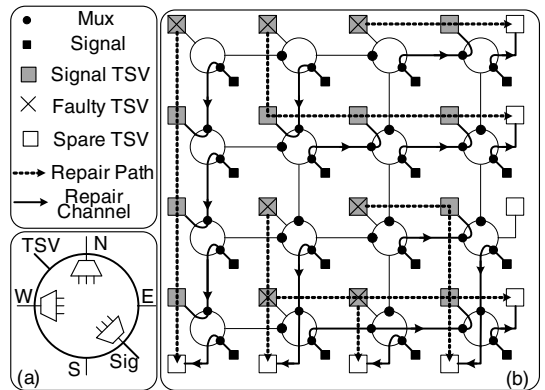 Mux
Signal
Signal TSV
Faulty TSV
Spare TSV
Repair Path
Repair
Channel
TSV
N
W
E
S
Sig
(a)
(b)